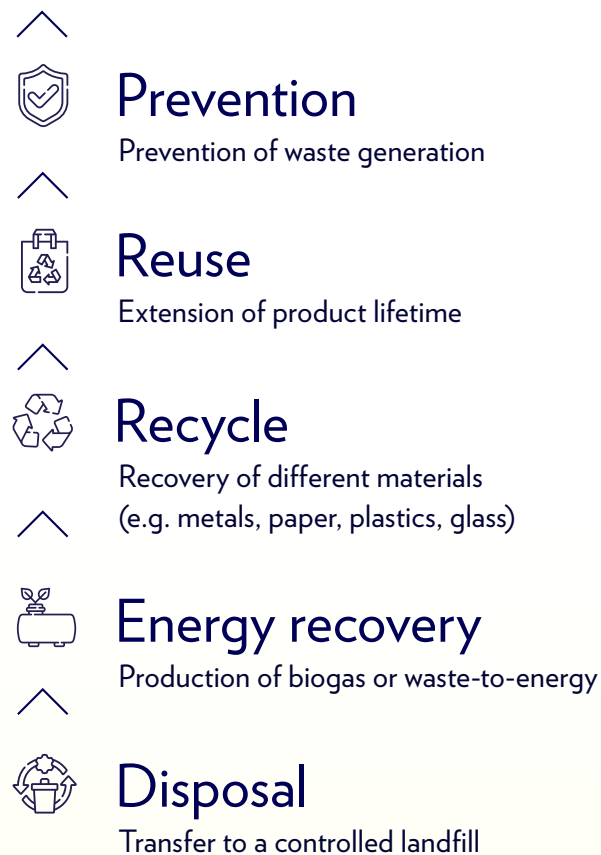 Prevention
Prevention of waste generation
Reuse
Extension of product lifetime
Recycle
Recovery of different materials
(e.g. metals, paper, plastics, glass)
Energy recovery
Production of biogas or waste-to-energy
Disposal
Transfer to a controlled landfill